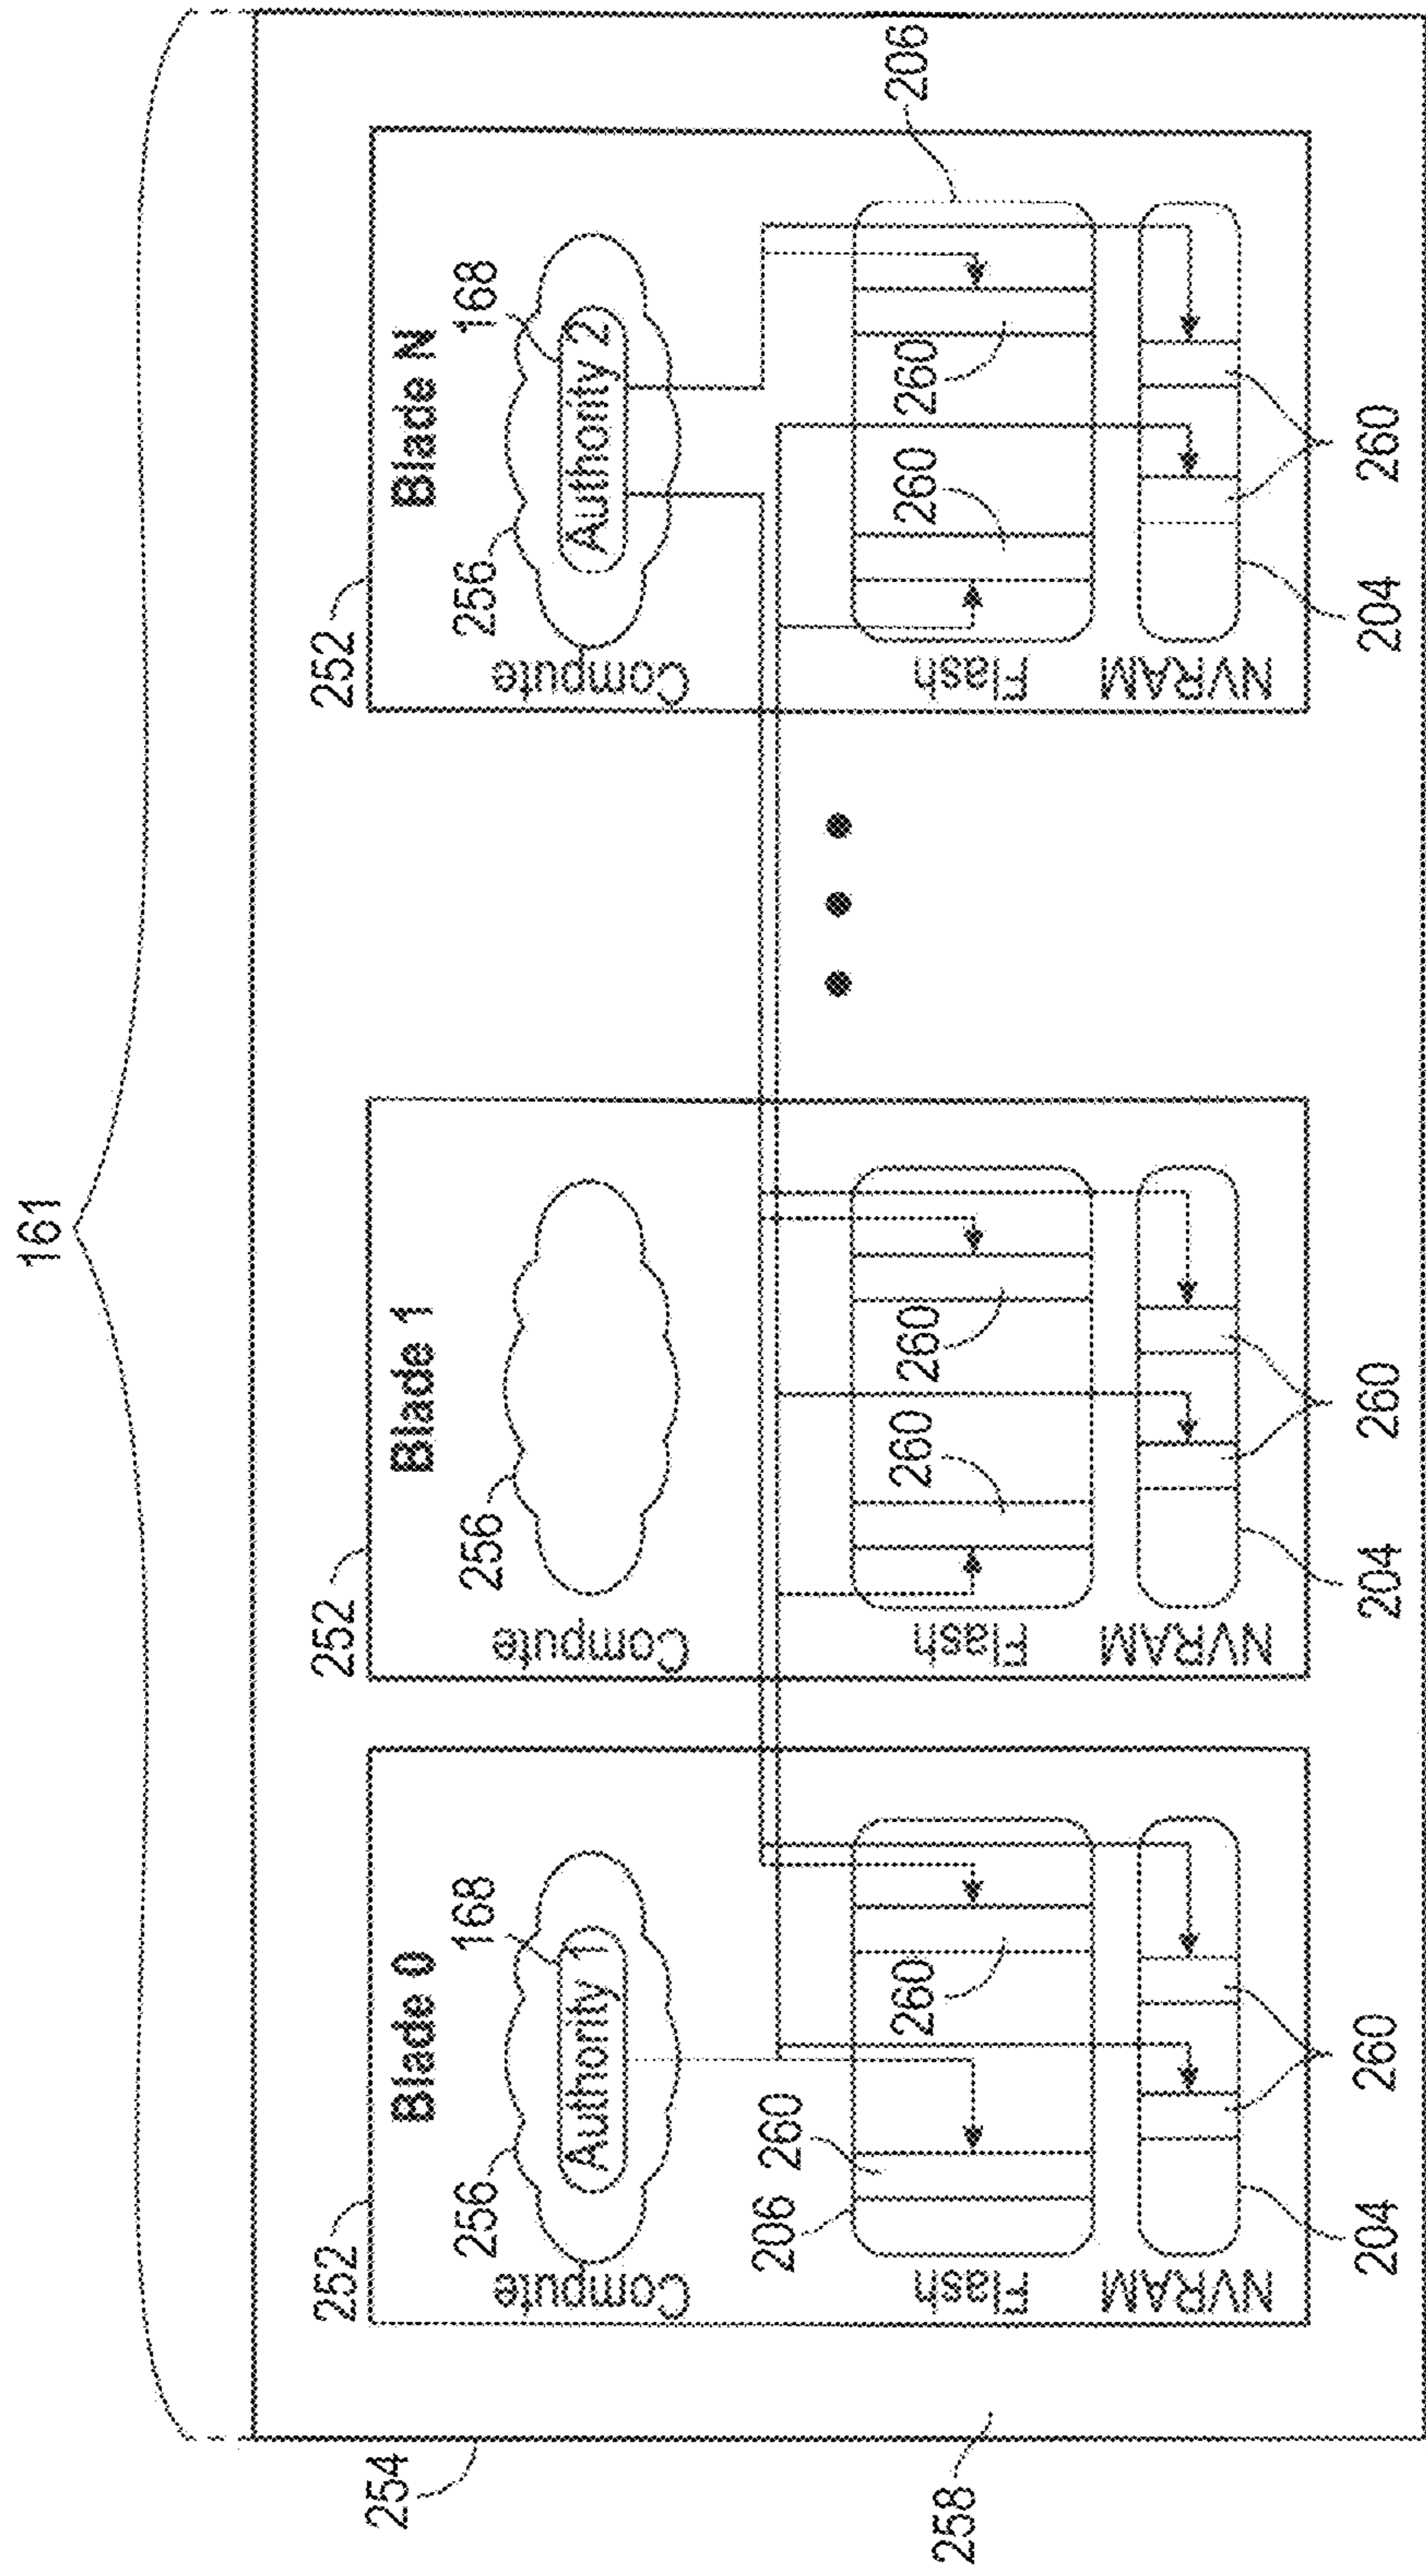 161
254
252
252
252
Blade 0
Blade 1
Blade N
256
168
256
256
168
Compute
Authority 1
Compute
Compute
Authority 2
206
260
Flash
260
Flash
260
260
Flash
260
260
206
NVRAM
NVRAM
NVRAM
258
204
260
204
260
204
260